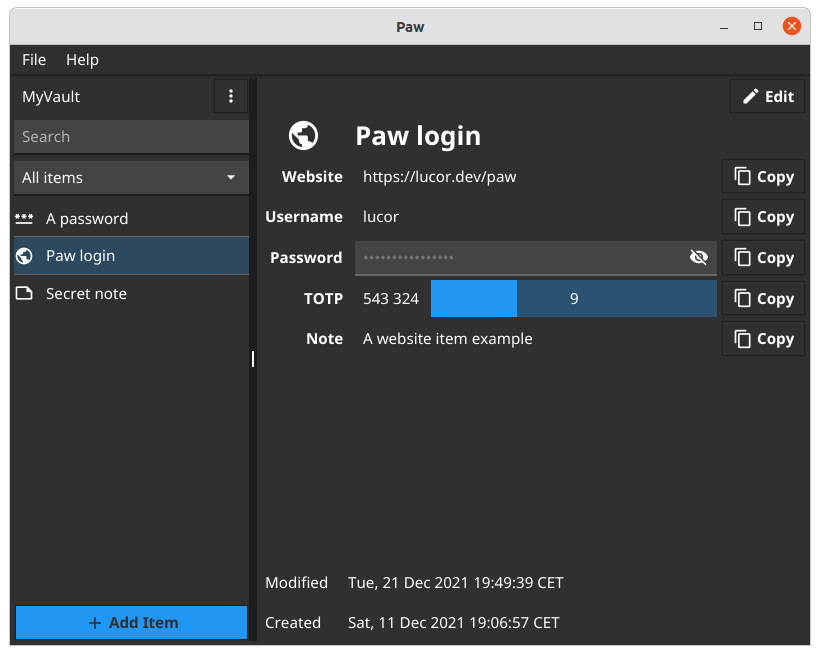 Paw
File Help
MyVault
Search
All items
A password
Paw login
Secret note
+ Add Item
Edit
Paw login
Website https://lucor.dev/paw Copy
Username lucor Copy
Password •••••••••••••••• Copy
TOTP 543 324 9 Copy
Note A website item example Copy
Modified Tue, 21 Dec 2021 19:49:39 CET
Created Sat, 11 Dec 2021 19:06:57 CET